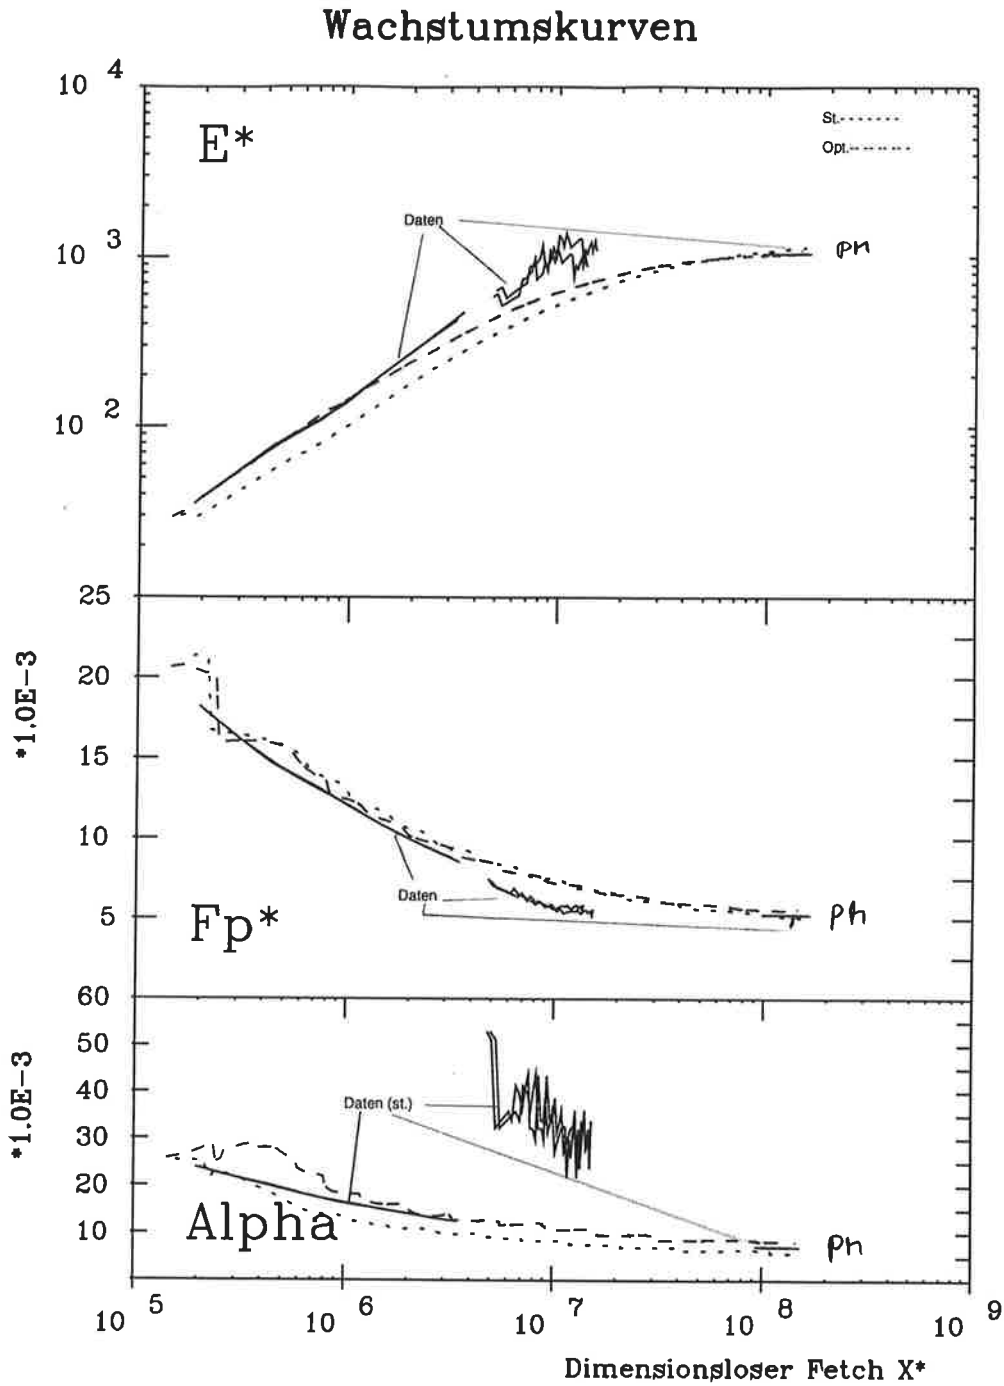 Wachstumskurven
10 4
E*
St.
Opt.
Daten
10 3
pn
10 2
25
20
*1.0E-3
15
10
Daten
5
Fp*
ph
60
50
*1.0E-3
40
Daten (st.)
30
20
Alpha
10
pn
10 5
10 6
10 7
10 8
10 9
Dimensionsloser Fetch X*